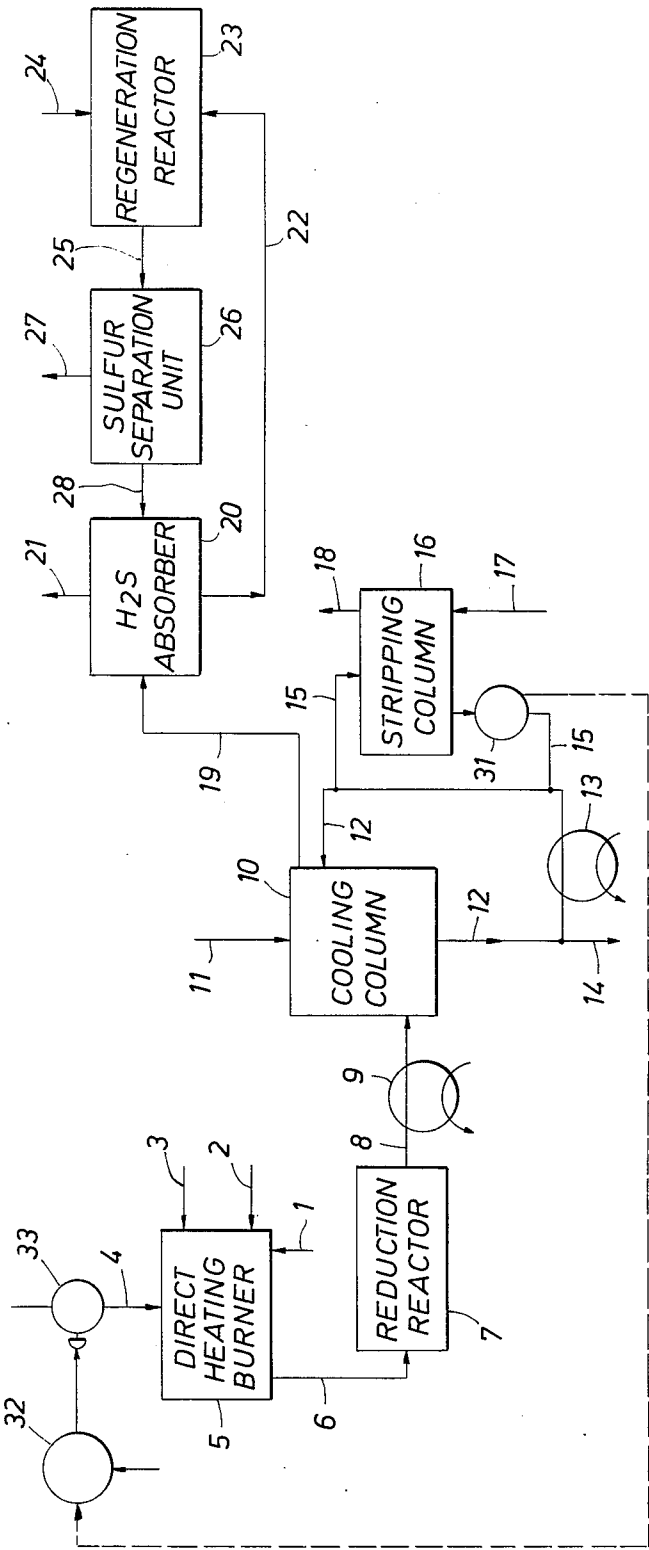 24
REGENERATION
REACTOR
23
25
22
27
SULFUR
SEPARATION
UNIT
26
28
21
H2S
ABSORBER
20
19
18
STRIPPING
COLUMN
16
17
15
31
15
13
12
10
11
COOLING
COLUMN
12
14
9
8
REDUCTION
REACTOR
7
6
3
2
1
33
4
DIRECT
HEATING
BURNER
5
32